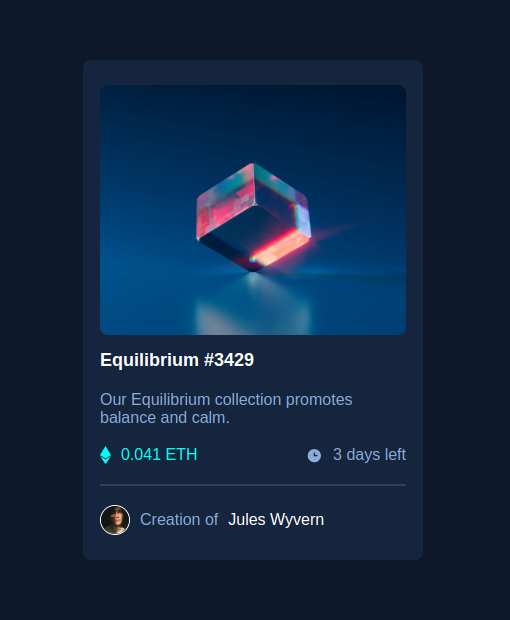 Equilibrium #3429
Our Equilibrium collection promotes
balance and calm.
0.041 ETH 3 days left
Creation of Jules Wyvern